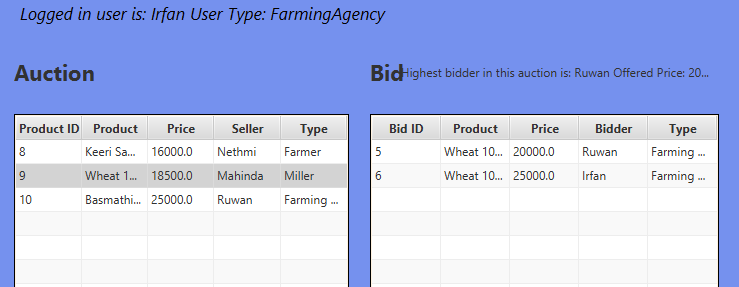 Logged in user is: Irfan User Type: FarmingAgency
Auction
Bid Highest bidder in this auction is: Ruwan Offered Price: 20...
Product ID Product Price Seller Type
8 Keeri Sa... 16000.0 Nethmi Farmer
9 Wheat 1... 18500.0 Mahinda Miller
10 Basmathi... 25000.0 Ruwan Farming ...
Bid ID Product Price Bidder Type
5 Wheat 10... 20000.0 Ruwan Farming ...
6 Wheat 10... 25000.0 Irfan Farming ...